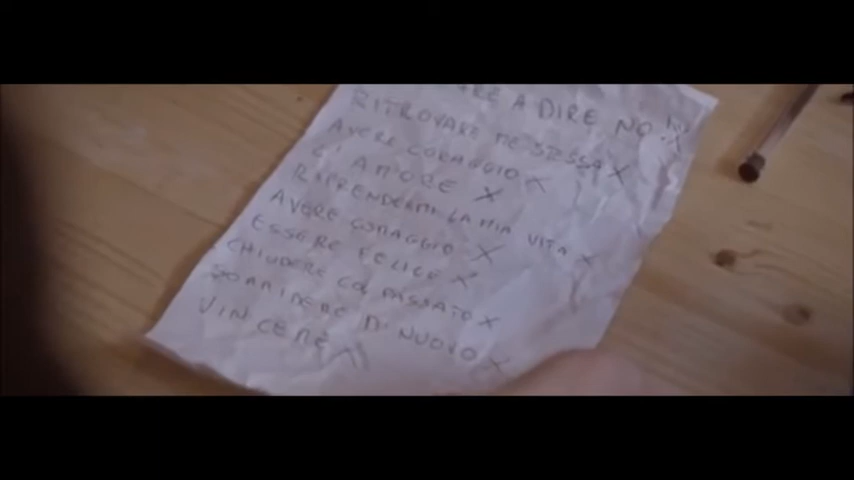 A DIRE NO!
RITROVARE ME STESSA X
AVERE CORAGGIO X
L'AMORE X
RIPRENDERMI LA MIA VITA X
AVERE CORAGGIO X
ESSERE FELICE X
CHIUDERE COL PASSATO X
SORRIDERE DI NUOVO X
VINCERE X